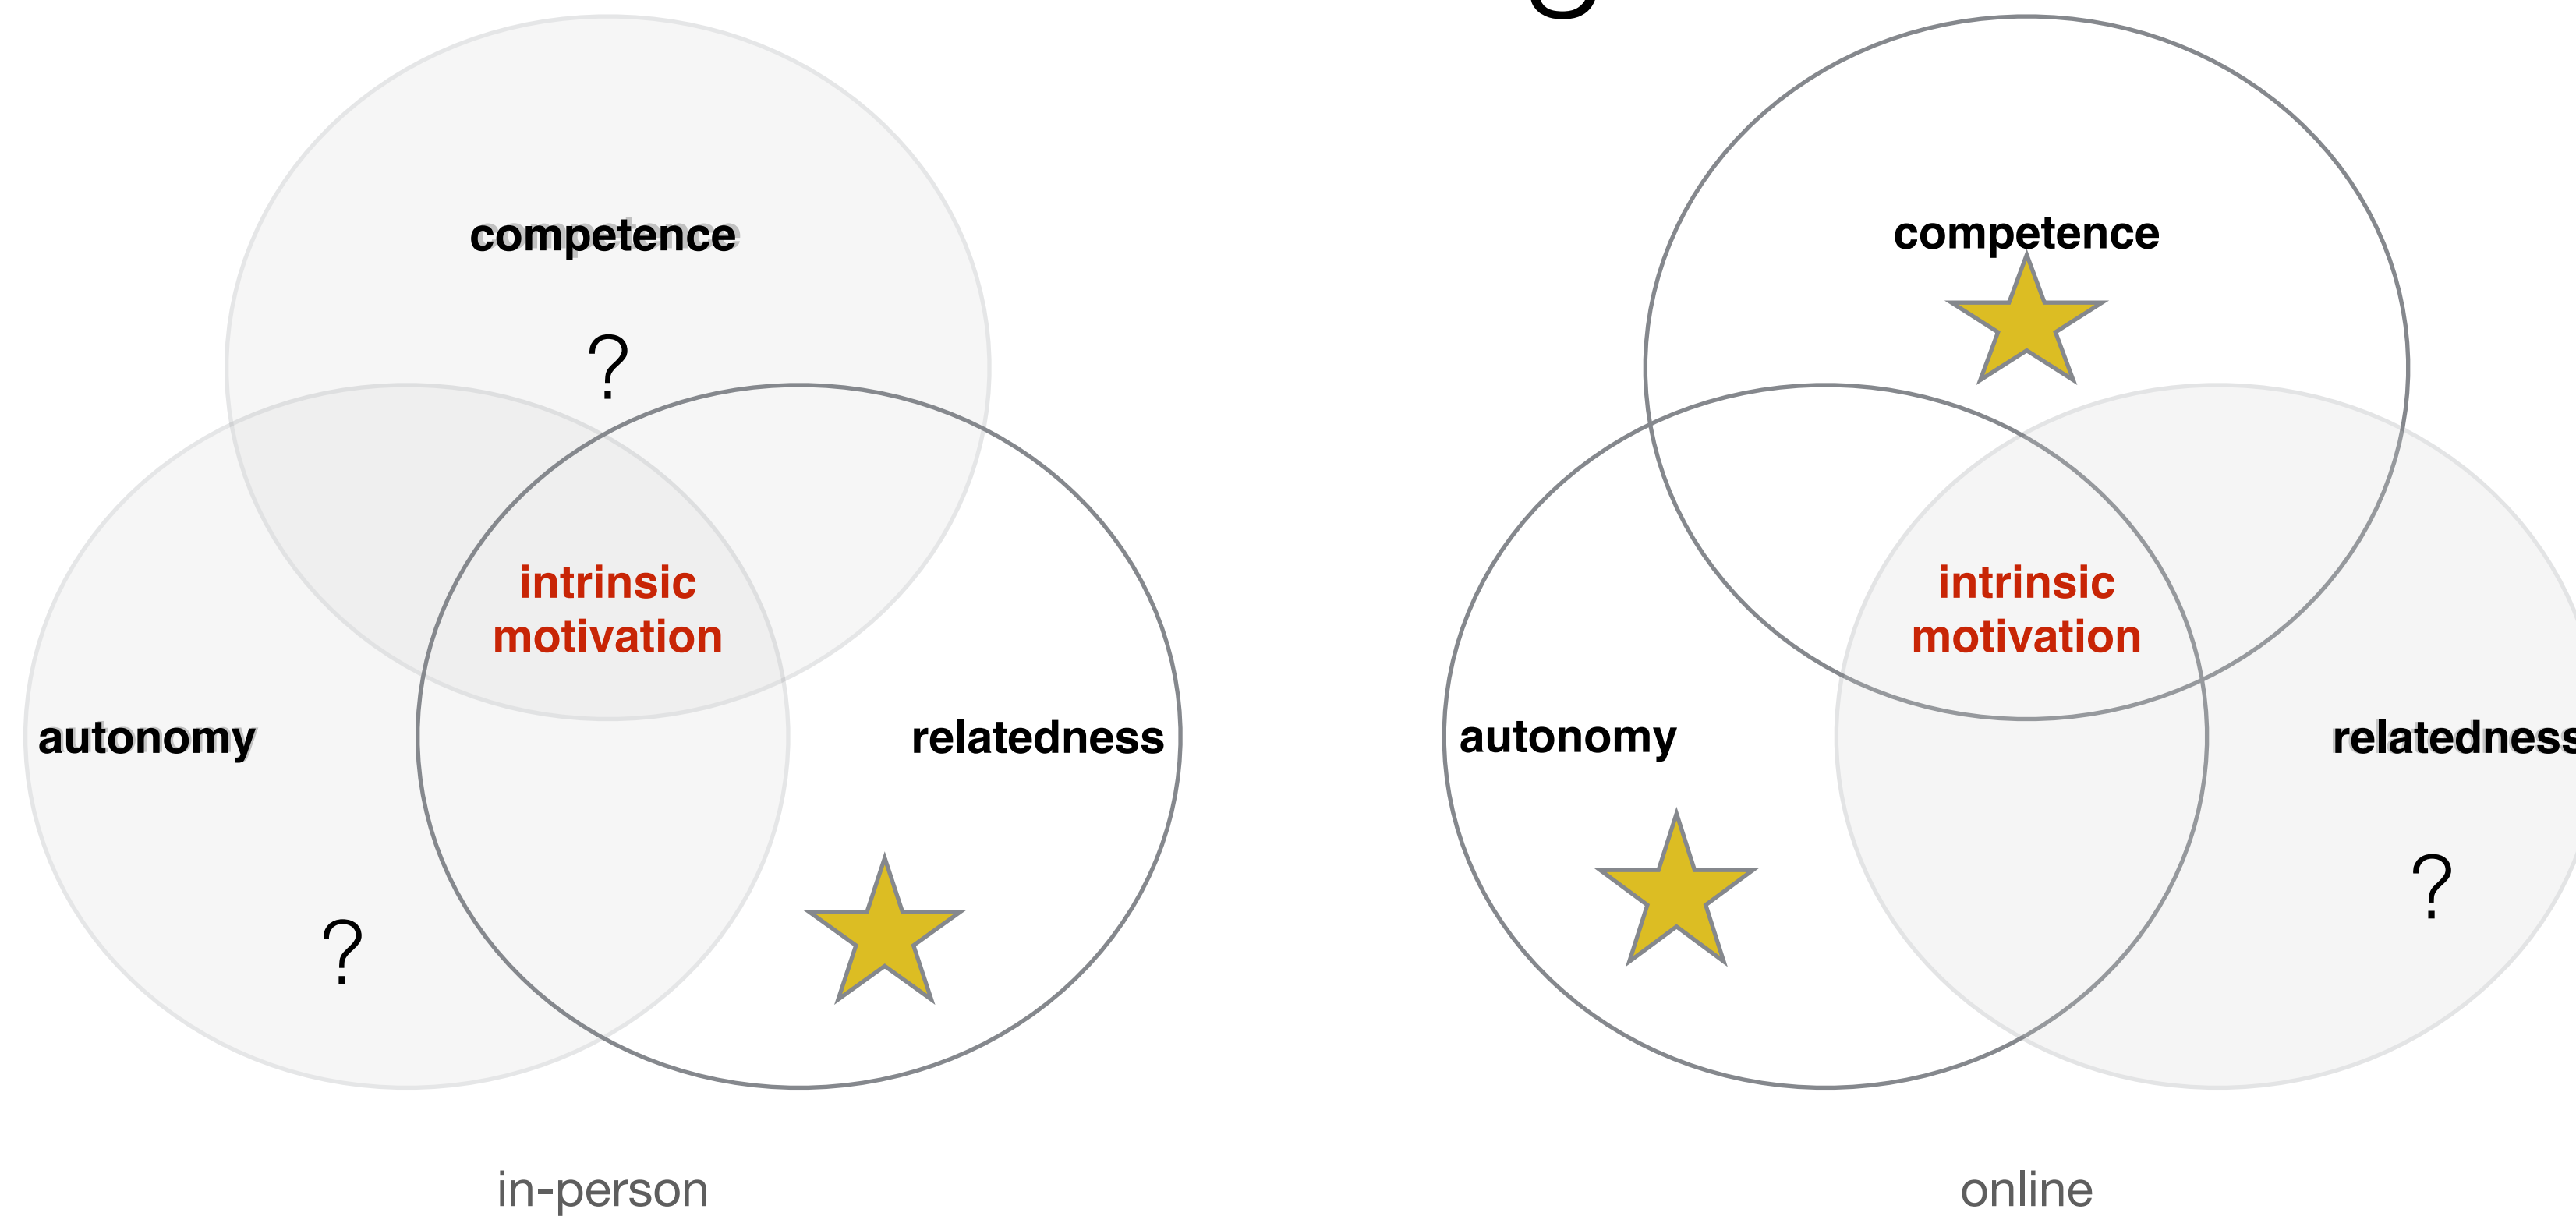 competence
?
intrinsic
motivation
autonomy
relatedness
?
in-person
competence
intrinsic
motivation
autonomy
relatedness
?
online